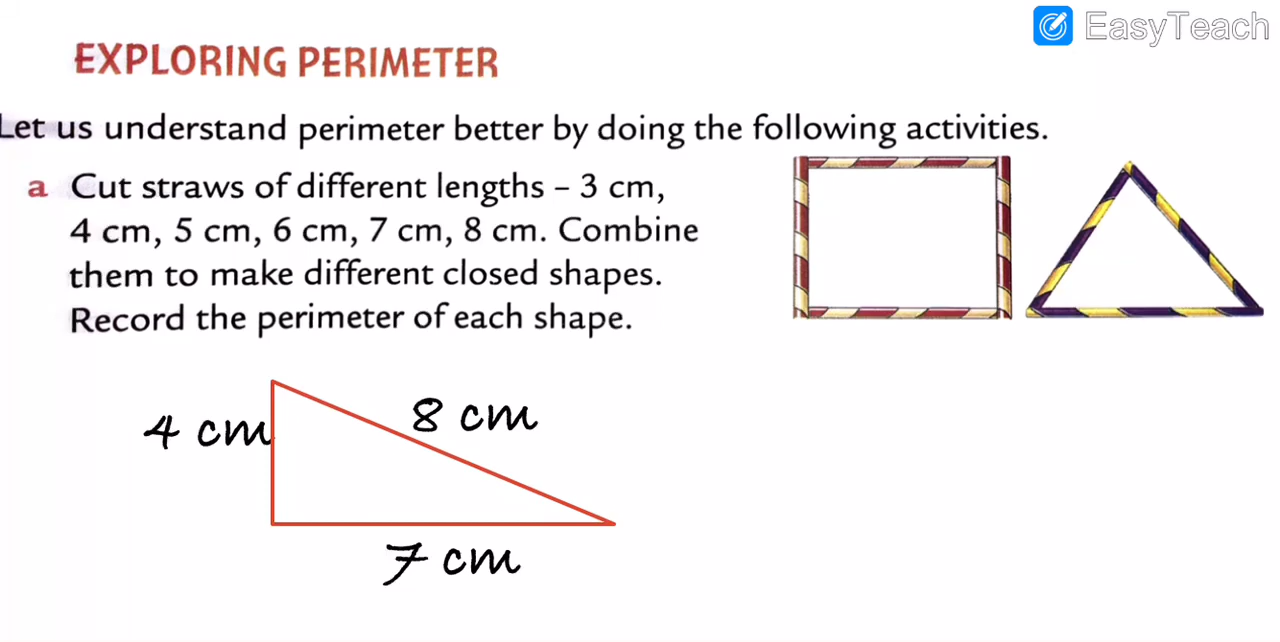 EasyTeach
EXPLORING PERIMETER
Let us understand perimeter better by doing the following activities.
a Cut straws of different lengths – 3 cm,
4 cm, 5 cm, 6 cm, 7 cm, 8 cm. Combine
them to make different closed shapes.
Record the perimeter of each shape.
4 cm
8 cm
7 cm